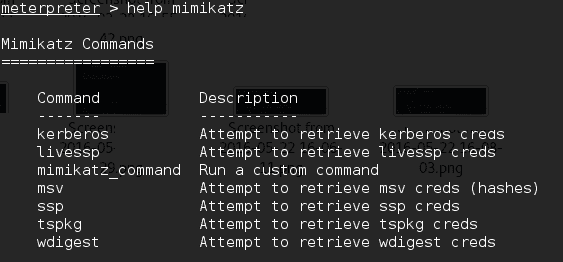 meterpreter > help mimikatz
Mimikatz Commands
=================
Command Description
------- -----------
kerberos Attempt to retrieve kerberos creds
livessp Attempt to retrieve livessp creds
mimikatz_command Run a custom command
msv Attempt to retrieve msv creds (hashes)
ssp Attempt to retrieve ssp creds
tspkg Attempt to retrieve tspkg creds
wdigest Attempt to retrieve wdigest creds